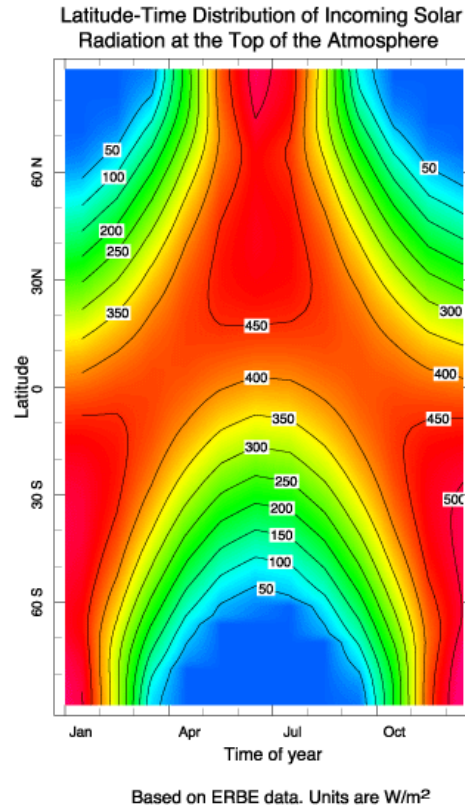 Latitude-Time Distribution of Incoming Solar
Radiation at the Top of the Atmosphere
50
50
60 N
100
200
250
30N
350
300
450
400
400
Latitude
0
350
450
300
250
30 S
500
200
150
100
50
60 S
Jan
Apr
Jul
Oct
Time of year
Based on ERBE data. Units are W/m²